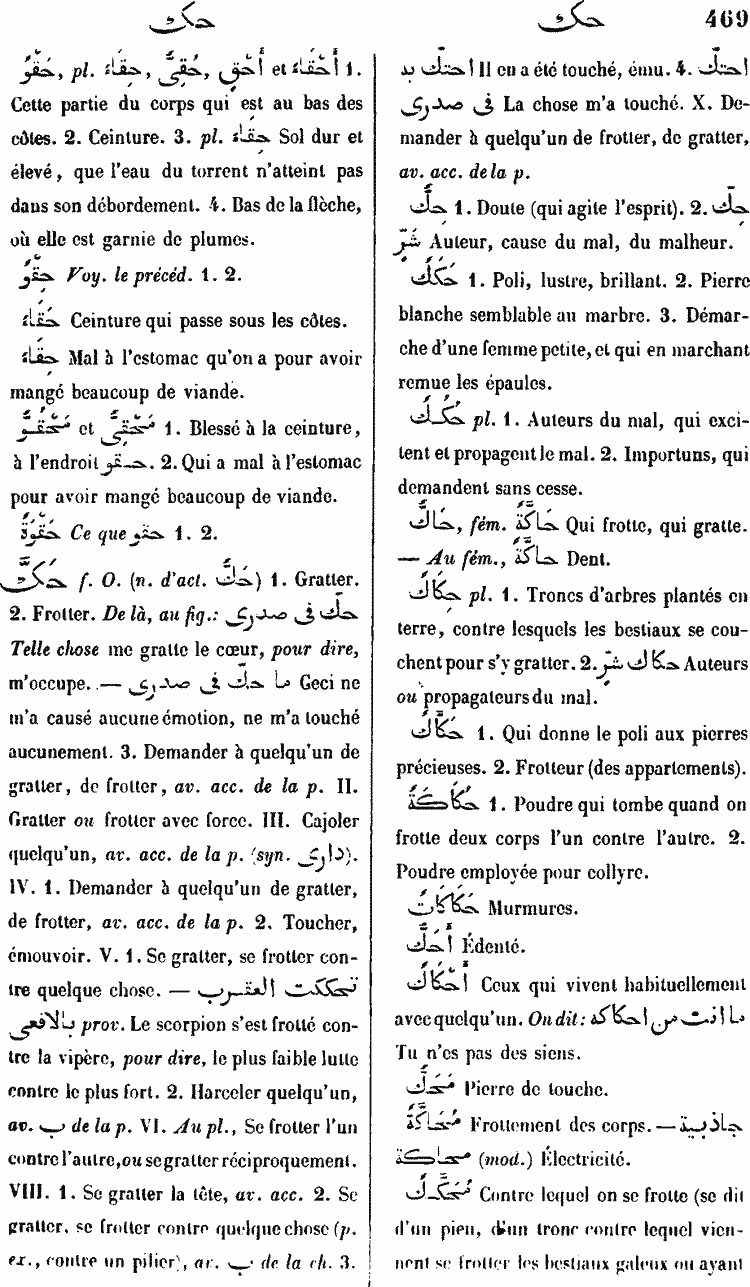 حكّ حكّ 469
حَقْوٌ, pl. حِقَاءٌ, حُقِىٌّ, أَحْقٍ et أَحْقَاءٌ 1.
Cette partie du corps qui est au bas des
côtes. 2. Ceinture. 3. pl. حِقَاءٌ Sol dur et
élevé, que l'eau du torrent n'atteint pas
dans son débordement. 4. Bas de la flèche,
où elle est garnie de plumes.
حِقْوٌ Voy. le précéd. 1. 2.
حِقَاءٌ Ceinture qui passe sous les côtes.
حُقَاءٌ Mal à l'estomac qu'on a pour avoir
mangé beaucoup de viande.
مَحْقُوٌّ et مَحْقِىٌّ 1. Blessé à la ceinture,
à l'endroit حقو. 2. Qui a mal à l'estomac
pour avoir mangé beaucoup de viande.
حَقْوَةٌ Ce que حقو 1. 2.
حَكَّ f. O. (n. d'act. حَكٌّ) 1. Gratter.
2. Frotter. De là, au fig.: حكّ فى صدرى
Telle chose me gratte le cœur, pour dire,
m'occupe. — ما حكّ فى صدرى Ceci ne
m'a causé aucune émotion, ne m'a touché
aucunement. 3. Demander à quelqu'un de
gratter, de frotter, av. acc. de la p. II.
Gratter ou frotter avec force. III. Cajoler
quelqu'un, av. acc. de la p. (syn. دارى).
IV. 1. Demander à quelqu'un de gratter,
de frotter, av. acc. de la p. 2. Toucher,
émouvoir. V. 1. Se gratter, se frotter con-
tre quelque chose. — تحككت العقرب
بالافعى prov. Le scorpion s'est frotté con-
tre la vipère, pour dire, le plus faible lutte
contre le plus fort. 2. Harceler quelqu'un,
av. ب de la p. VI. Au pl., Se frotter l'un
contre l'autre, ou se gratter réciproquement.
VIII. 1. Se gratter la tête, av. acc. 2. Se
gratter, se frotter contre quelque chose (p.
ex., contre un pilier), av. ب de la ch. 3.
احتكّ به Il en a été touché, ému. 4. احتكّ
فى صدرى La chose m'a touché. X. De-
mander à quelqu'un de frotter, de gratter,
av. acc. de la p.
حِكٌّ 1. Doute (qui agite l'esprit). 2. حِكُّ
شَرٍّ Auteur, cause du mal, du malheur.
حَكَكٌ 1. Poli, lustre, brillant. 2. Pierre
blanche semblable au marbre. 3. Démar-
che d'une femme petite, et qui en marchant
remue les épaules.
حُكُكٌ pl. 1. Auteurs du mal, qui exci-
tent et propagent le mal. 2. Importuns, qui
demandent sans cesse.
حَاكٌّ, fém. حَاكَّةٌ Qui frotte, qui gratte.
— Au fém., حَاكَّةٌ Dent.
حِكَاكٌ pl. 1. Troncs d'arbres plantés en
terre, contre lesquels les bestiaux se cou-
chent pour s'y gratter. 2. حكاك شرّ Auteurs
ou propagateurs du mal.
حَكَّاكٌ 1. Qui donne le poli aux pierres
précieuses. 2. Frotteur (des appartements).
حُكَاكَةٌ 1. Poudre qui tombe quand on
frotte deux corps l'un contre l'autre. 2.
Poudre employée pour collyre.
حَكَاكَاتٌ Murmures.
أَحَكُّ Édenté.
أَحْكَاكٌ Ceux qui vivent habituellement
avec quelqu'un. On dit: ما انت من احكاكه
Tu n'es pas des siens.
مِحَكٌّ Pierre de touche.
مُحَاكَّةٌ Frottement des corps. — جاذبية
محاكة (mod.) Électricité.
مُحَكَّكٌ Contre lequel on se frotte (se dit
d'un pieu, d'un tronc contre lequel vien-
nent se frotter les bestiaux galeux ou ayant